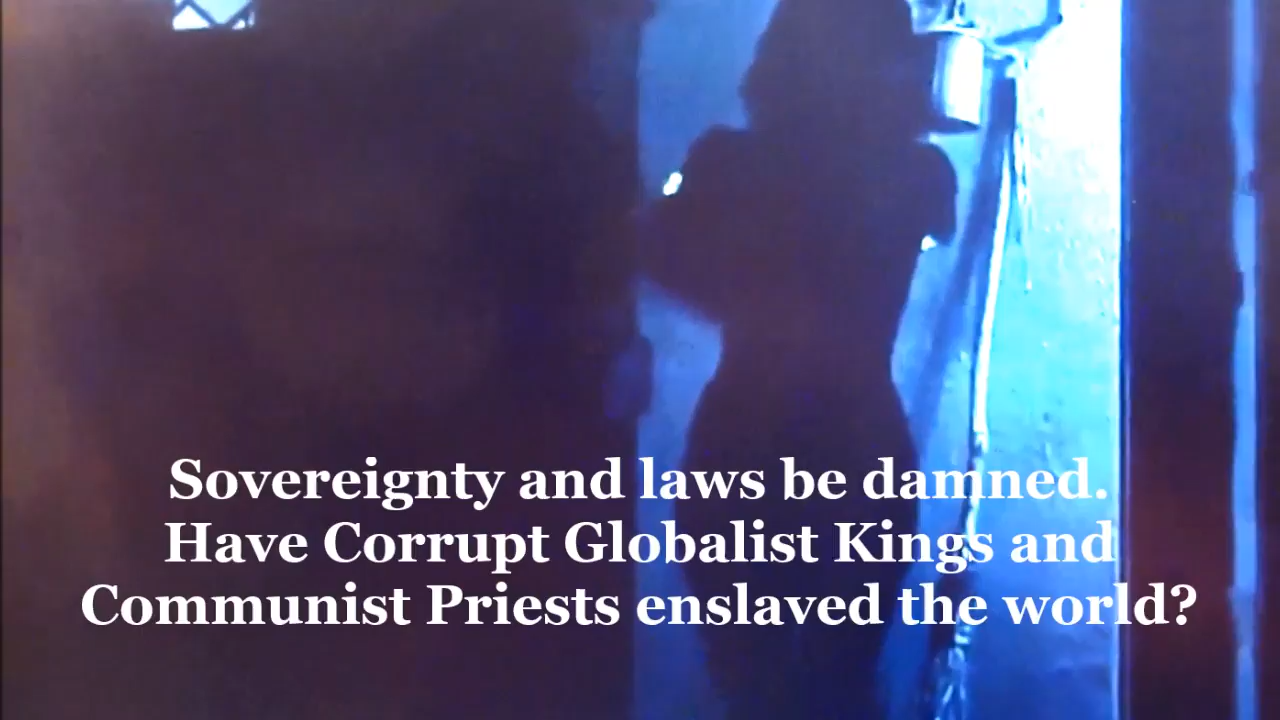 Sovereignty and laws be damned.
Have Corrupt Globalist Kings and
Communist Priests enslaved the world?